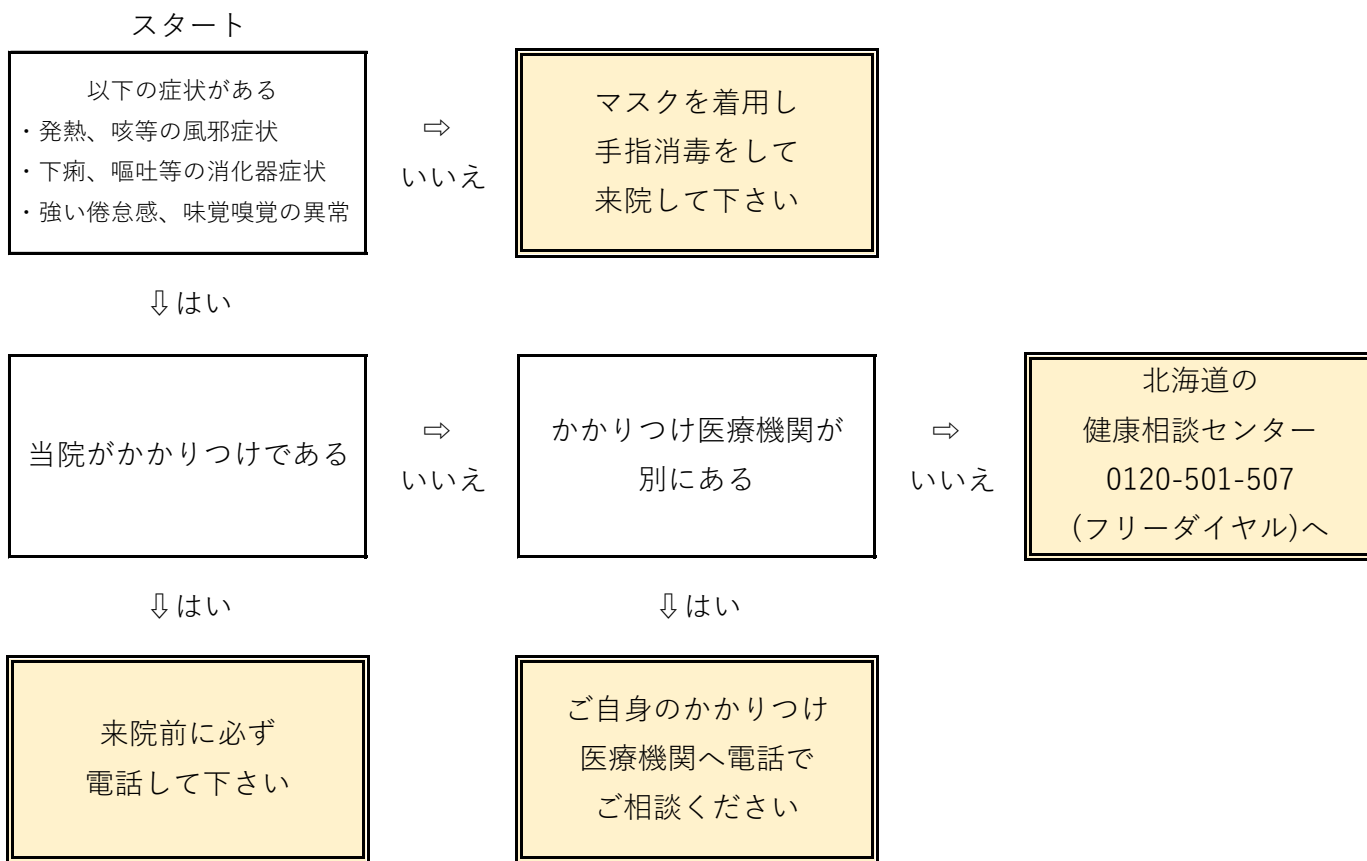 スタート
以下の症状がある
・発熱、咳等の風邪症状
・下痢、嘔吐等の消化器症状
・強い倦怠感、味覚嗅覚の異常
⇨
いいえ
マスクを着用し
手指消毒をして
来院して下さい
⇩はい
当院がかかりつけである
⇨
いいえ
かかりつけ医療機関が
別にある
⇨
いいえ
北海道の
健康相談センター
0120-501-507
(フリーダイヤル)へ
⇩はい
⇩はい
来院前に必ず
電話して下さい
ご自身のかかりつけ
医療機関へ電話で
ご相談ください